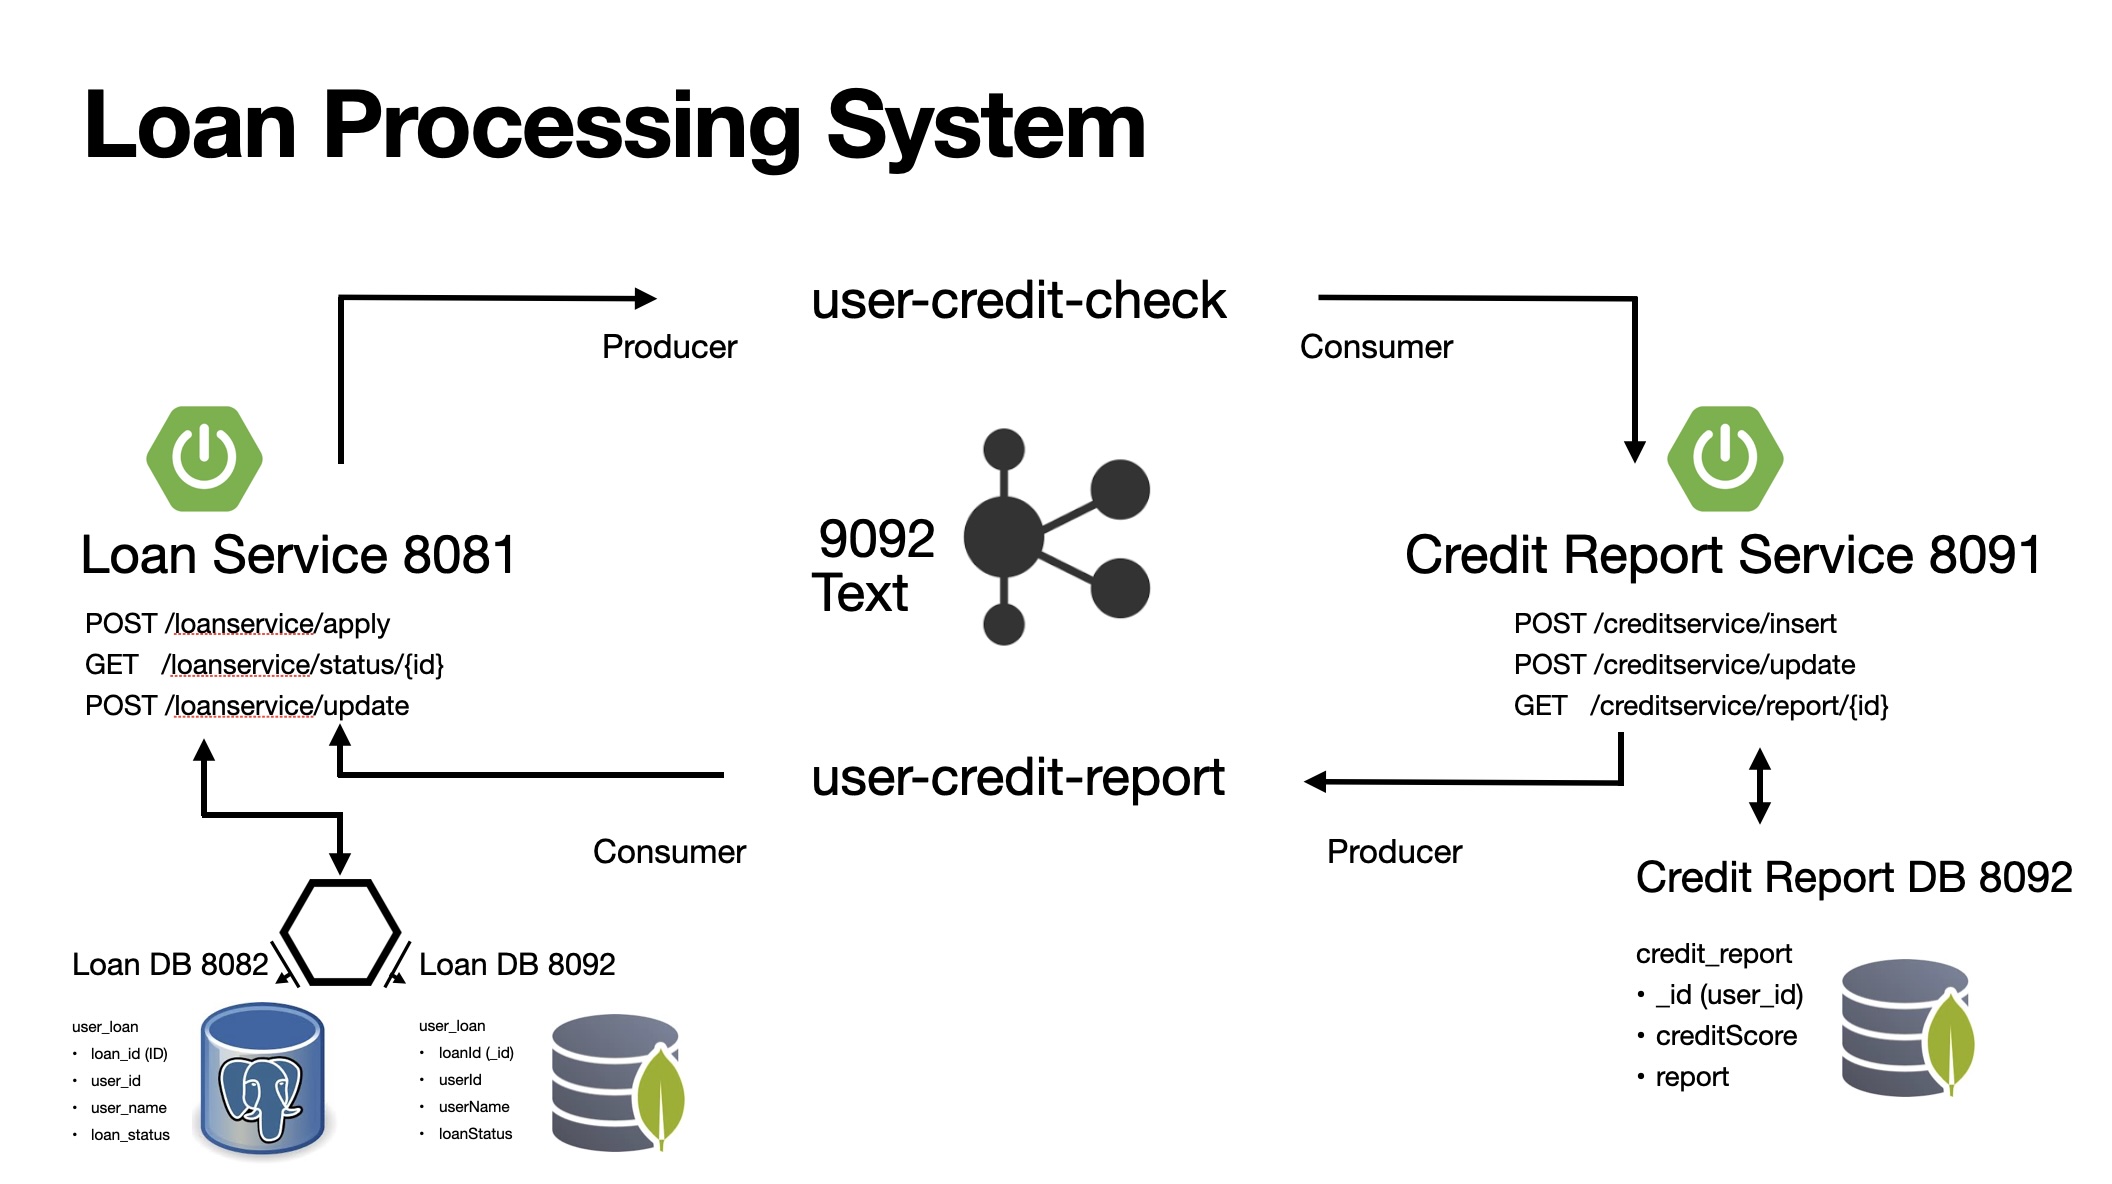 Loan Processing System
user-credit-check
Producer
Consumer
Loan Service 8081
POST /loanservice/apply
GET /loanservice/status/{id}
POST /loanservice/update
9092
Text
Credit Report Service 8091
POST /creditservice/insert
POST /creditservice/update
GET /creditservice/report/{id}
user-credit-report
Consumer
Producer
Loan DB 8082
user_loan
• loan_id (ID)
• user_id
• user_name
• loan_status
Loan DB 8092
user_loan
• loanId (_id)
• userId
• userName
• loanStatus
Credit Report DB 8092
credit_report
• _id (user_id)
• creditScore
• report